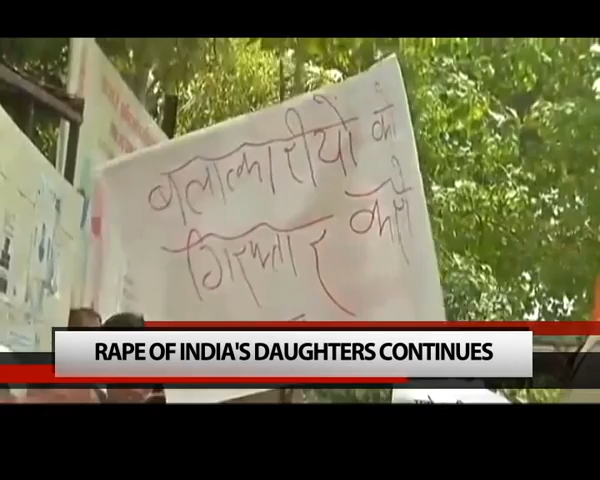 बलात्कारीयों को
गिरफ्तार करो
RAPE OF INDIA'S DAUGHTERS CONTINUES